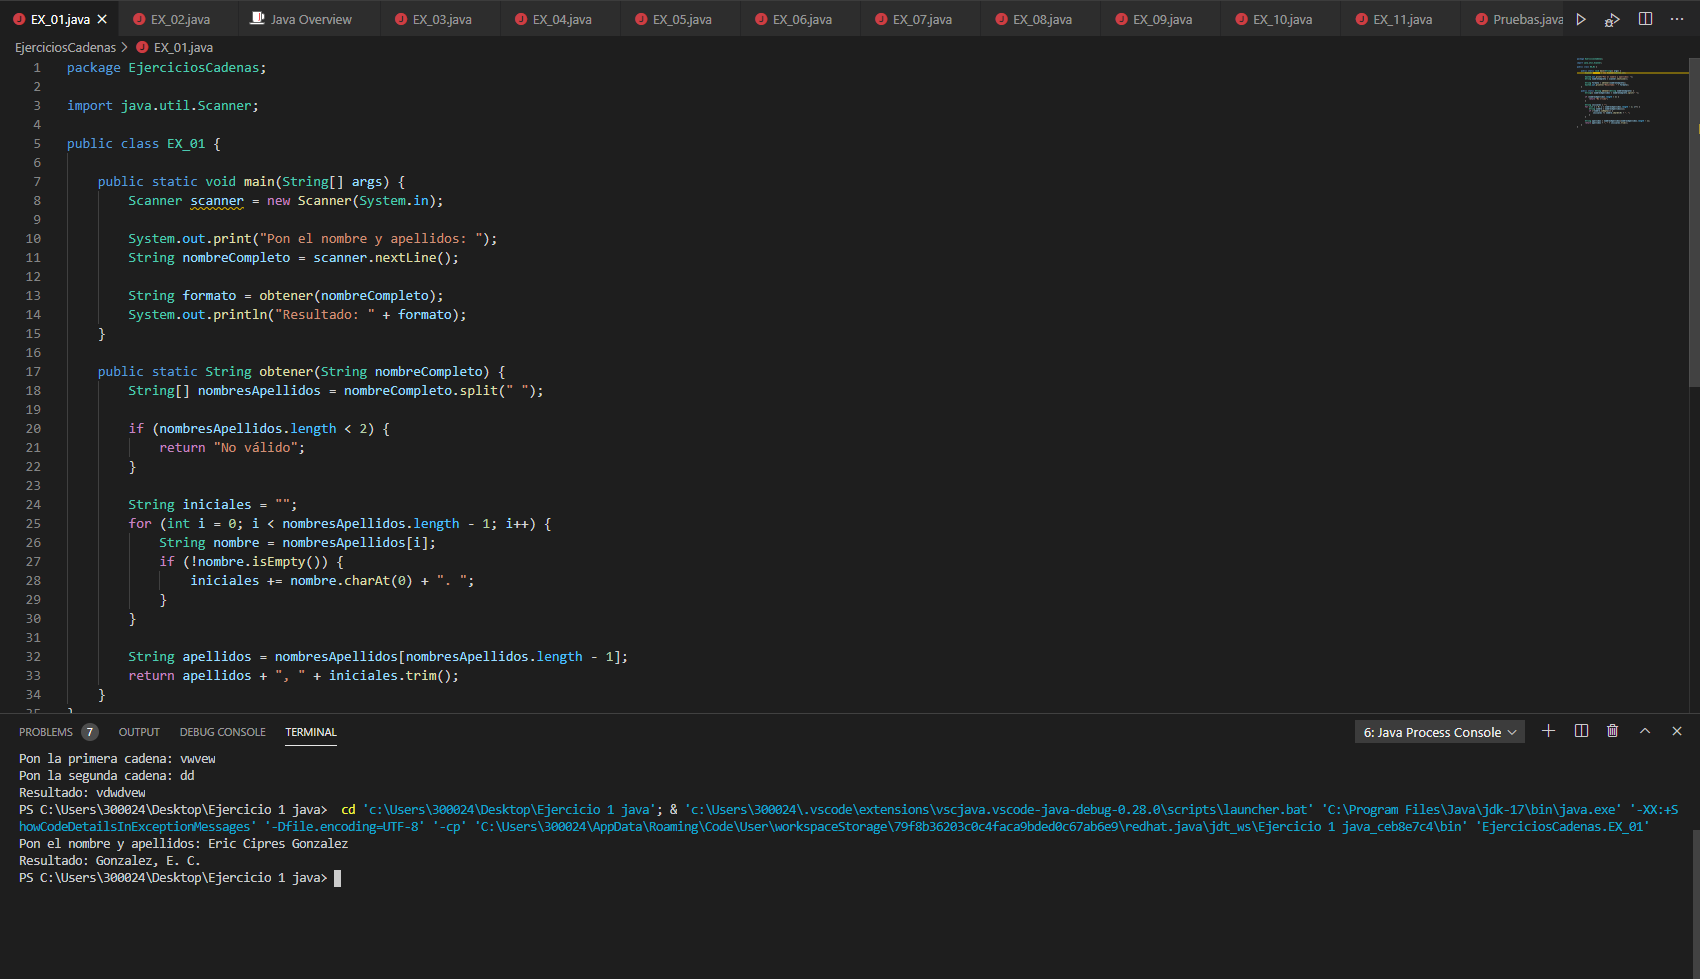 EX_01.java EX_02.java Java Overview EX_03.java EX_04.java EX_05.java EX_06.java EX_07.java EX_08.java EX_09.java EX_10.java EX_11.java Pruebas.java
EjerciciosCadenas > EX_01.java
1 package EjerciciosCadenas;
2
3 import java.util.Scanner;
4
5 public class EX_01 {
6
7     public static void main(String[] args) {
8         Scanner scanner = new Scanner(System.in);
9
10         System.out.print("Pon el nombre y apellidos: ");
11         String nombreCompleto = scanner.nextLine();
12
13         String formato = obtener(nombreCompleto);
14         System.out.println("Resultado: " + formato);
15     }
16
17     public static String obtener(String nombreCompleto) {
18         String[] nombresApellidos = nombreCompleto.split(" ");
19
20         if (nombresApellidos.length < 2) {
21             return "No válido";
22         }
23
24         String iniciales = "";
25         for (int i = 0; i < nombresApellidos.length - 1; i++) {
26             String nombre = nombresApellidos[i];
27             if (!nombre.isEmpty()) {
28                 iniciales += nombre.charAt(0) + ". ";
29             }
30         }
31
32         String apellidos = nombresApellidos[nombresApellidos.length - 1];
33         return apellidos + ", " + iniciales.trim();
34     }
35 }
PROBLEMS 7 OUTPUT DEBUG CONSOLE TERMINAL 6: Java Process Console
Pon la primera cadena: vwvew
Pon la segunda cadena: dd
Resultado: vdwdvew
PS C:\Users\300024\Desktop\Ejercicio 1 java>  cd 'c:\Users\300024\Desktop\Ejercicio 1 java'; & 'c:\Users\300024\.vscode\extensions\vscjava.vscode-java-debug-0.28.0\scripts\launcher.bat' 'C:\Program Files\Java\jdk-17\bin\java.exe' '-XX:+S
howCodeDetailsInExceptionMessages' '-Dfile.encoding=UTF-8' '-cp' 'C:\Users\300024\AppData\Roaming\Code\User\workspaceStorage\79f8b36203c0c4faca9bded0c67ab6e9\redhat.java\jdt_ws\Ejercicio 1 java_ceb8e7c4\bin' 'EjerciciosCadenas.EX_01'
Pon el nombre y apellidos: Eric Cipres Gonzalez
Resultado: Gonzalez, E. C.
PS C:\Users\300024\Desktop\Ejercicio 1 java>